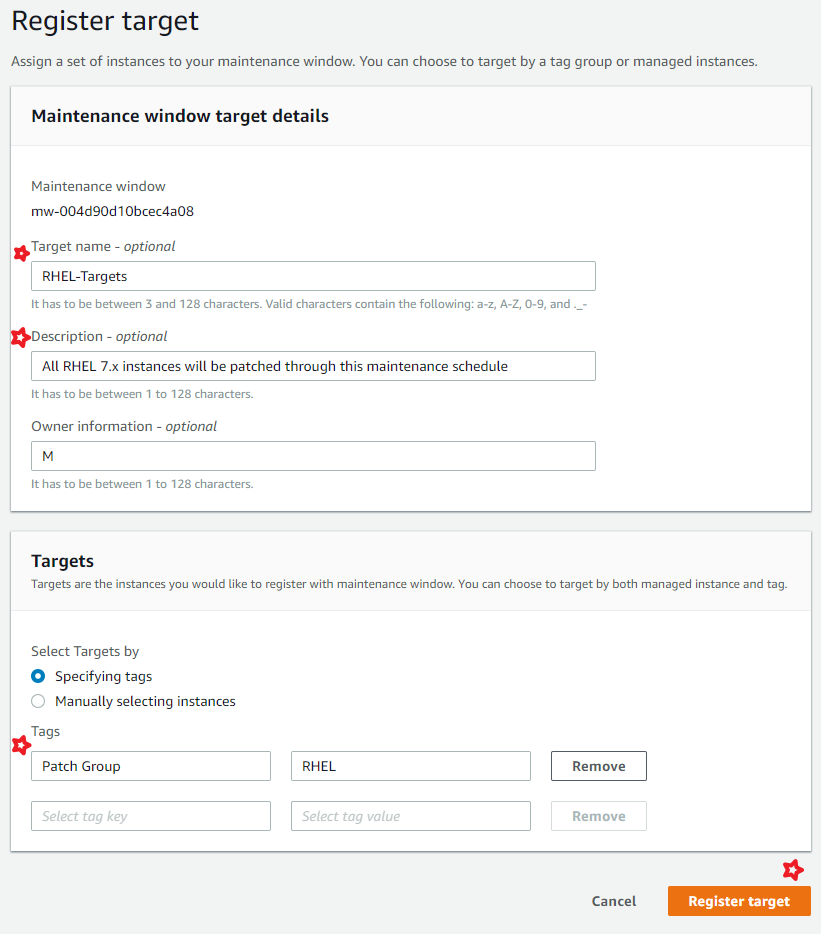 Register target
Assign a set of instances to your maintenance window. You can choose to target by a tag group or managed instances.
Maintenance window target details
Maintenance window
mw-004d90d10bcec4a08
Target name - optional
RHEL-Targets
It has to be between 3 and 128 characters. Valid characters contain the following: a-z, A-Z, 0-9, and ._-
Description - optional
All RHEL 7.x instances will be patched through this maintenance schedule
It has to be between 1 to 128 characters.
Owner information - optional
M
It has to be between 1 to 128 characters.
Targets
Targets are the instances you would like to register with maintenance window. You can choose to target by both managed instance and tag.
Select Targets by
Specifying tags
Manually selecting instances
Tags
Patch Group RHEL Remove
Select tag key Select tag value Remove
Cancel Register target